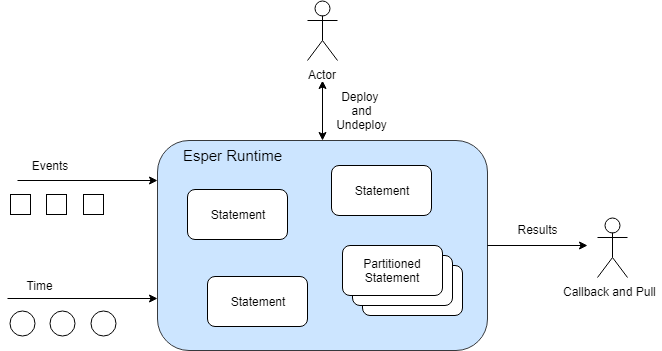 Actor
Deploy
and
Undeploy
Esper Runtime
Events
Statement
Statement
Results
Partitioned
Statement
Time
Statement
Callback and Pull